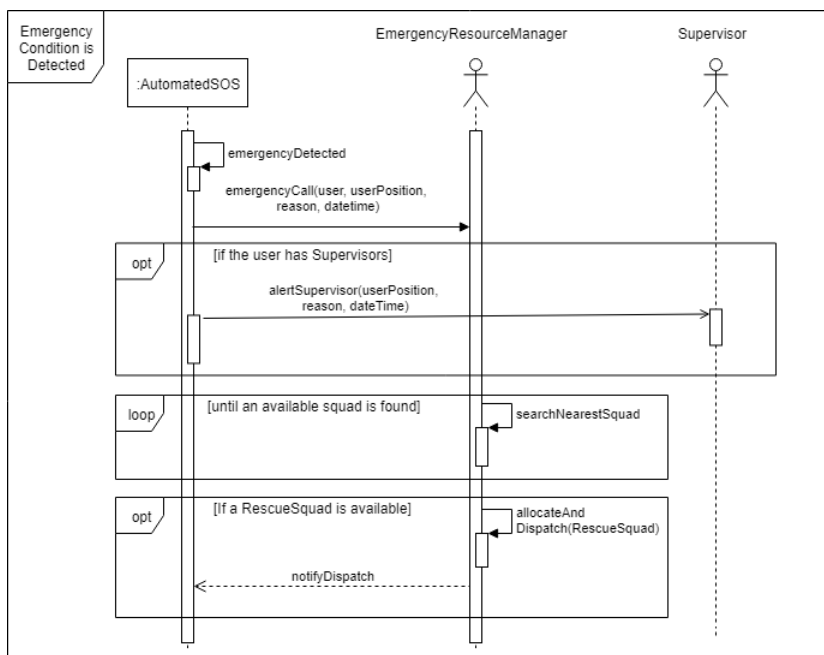 Emergency
Condition is
Detected
EmergencyResourceManager
Supervisor
:AutomatedSOS
emergencyDetected
emergencyCall(user, userPosition,
reason, datetime)
opt
[if the user has Supervisors]
alertSupervisor(userPosition,
reason, dateTime)
loop
[until an available squad is found]
searchNearestSquad
opt
[If a RescueSquad is available]
allocateAnd
Dispatch(RescueSquad)
notifyDispatch